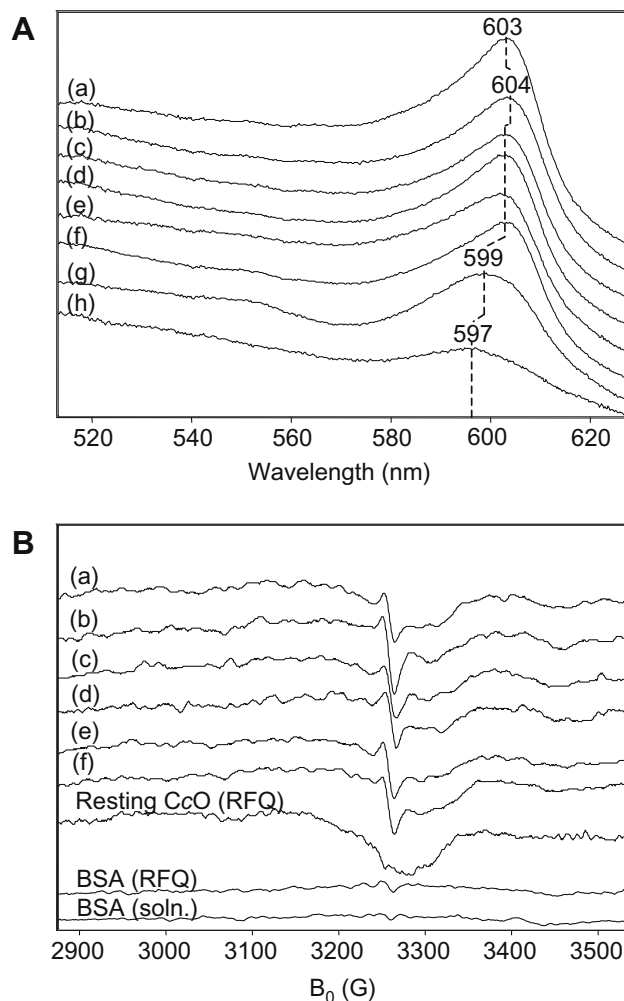 A
603
(a)
604
(b)
(c)
(d)
(e)
(f)
599
(g)
(h)
597
520 540 560 580 600 620
Wavelength (nm)
B
(a)
(b)
(c)
(d)
(e)
(f)
Resting CcO (RFQ)
BSA (RFQ)
BSA (soln.)
2900 3000 3100 3200 3300 3400 3500
B0 (G)